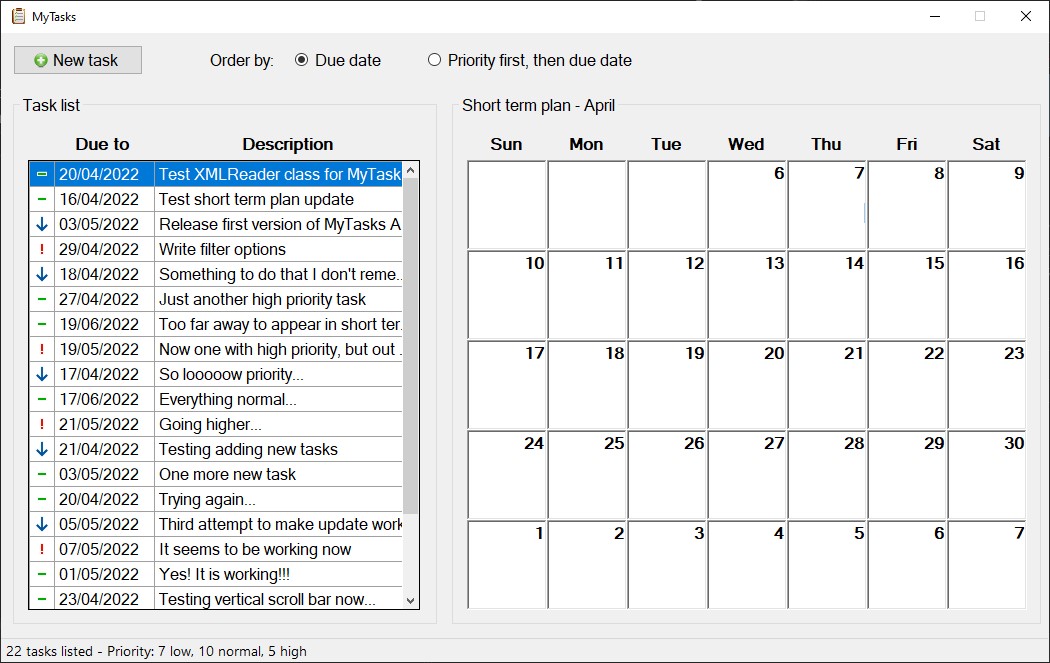 MyTasks
New task
Order by:
Due date
Priority first, then due date
Task list
Due to Description
20/04/2022 Test XMLReader class for MyTask
16/04/2022 Test short term plan update
03/05/2022 Release first version of MyTasks A
29/04/2022 Write filter options
18/04/2022 Something to do that I don't reme..
27/04/2022 Just another high priority task
19/06/2022 Too far away to appear in short ter.
19/05/2022 Now one with high priority, but out .
17/04/2022 So looooow priority...
17/06/2022 Everything normal...
21/05/2022 Going higher...
21/04/2022 Testing adding new tasks
03/05/2022 One more new task
20/04/2022 Trying again...
05/05/2022 Third attempt to make update work
07/05/2022 It seems to be working now
01/05/2022 Yes! It is working!!!
23/04/2022 Testing vertical scroll bar now...
Short term plan - April
Sun Mon Tue Wed Thu Fri Sat
6 7 8 9
10 11 12 13 14 15 16
17 18 19 20 21 22 23
24 25 26 27 28 29 30
1 2 3 4 5 6 7
22 tasks listed - Priority: 7 low, 10 normal, 5 high